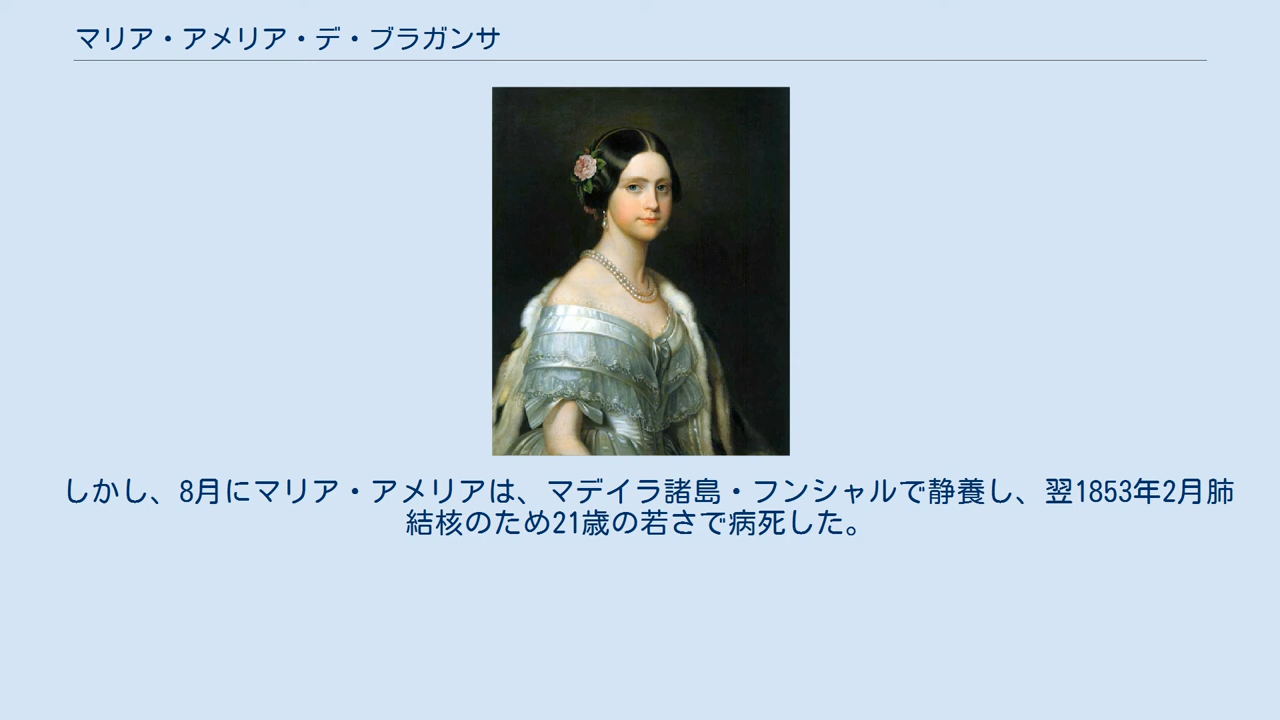 マリア・アメリア・デ・ブラガンサ
しかし、8月にマリア・アメリアは、マデイラ諸島・フンシャルで静養し、翌1853年2月肺
結核のため21歳の若さで病死した。